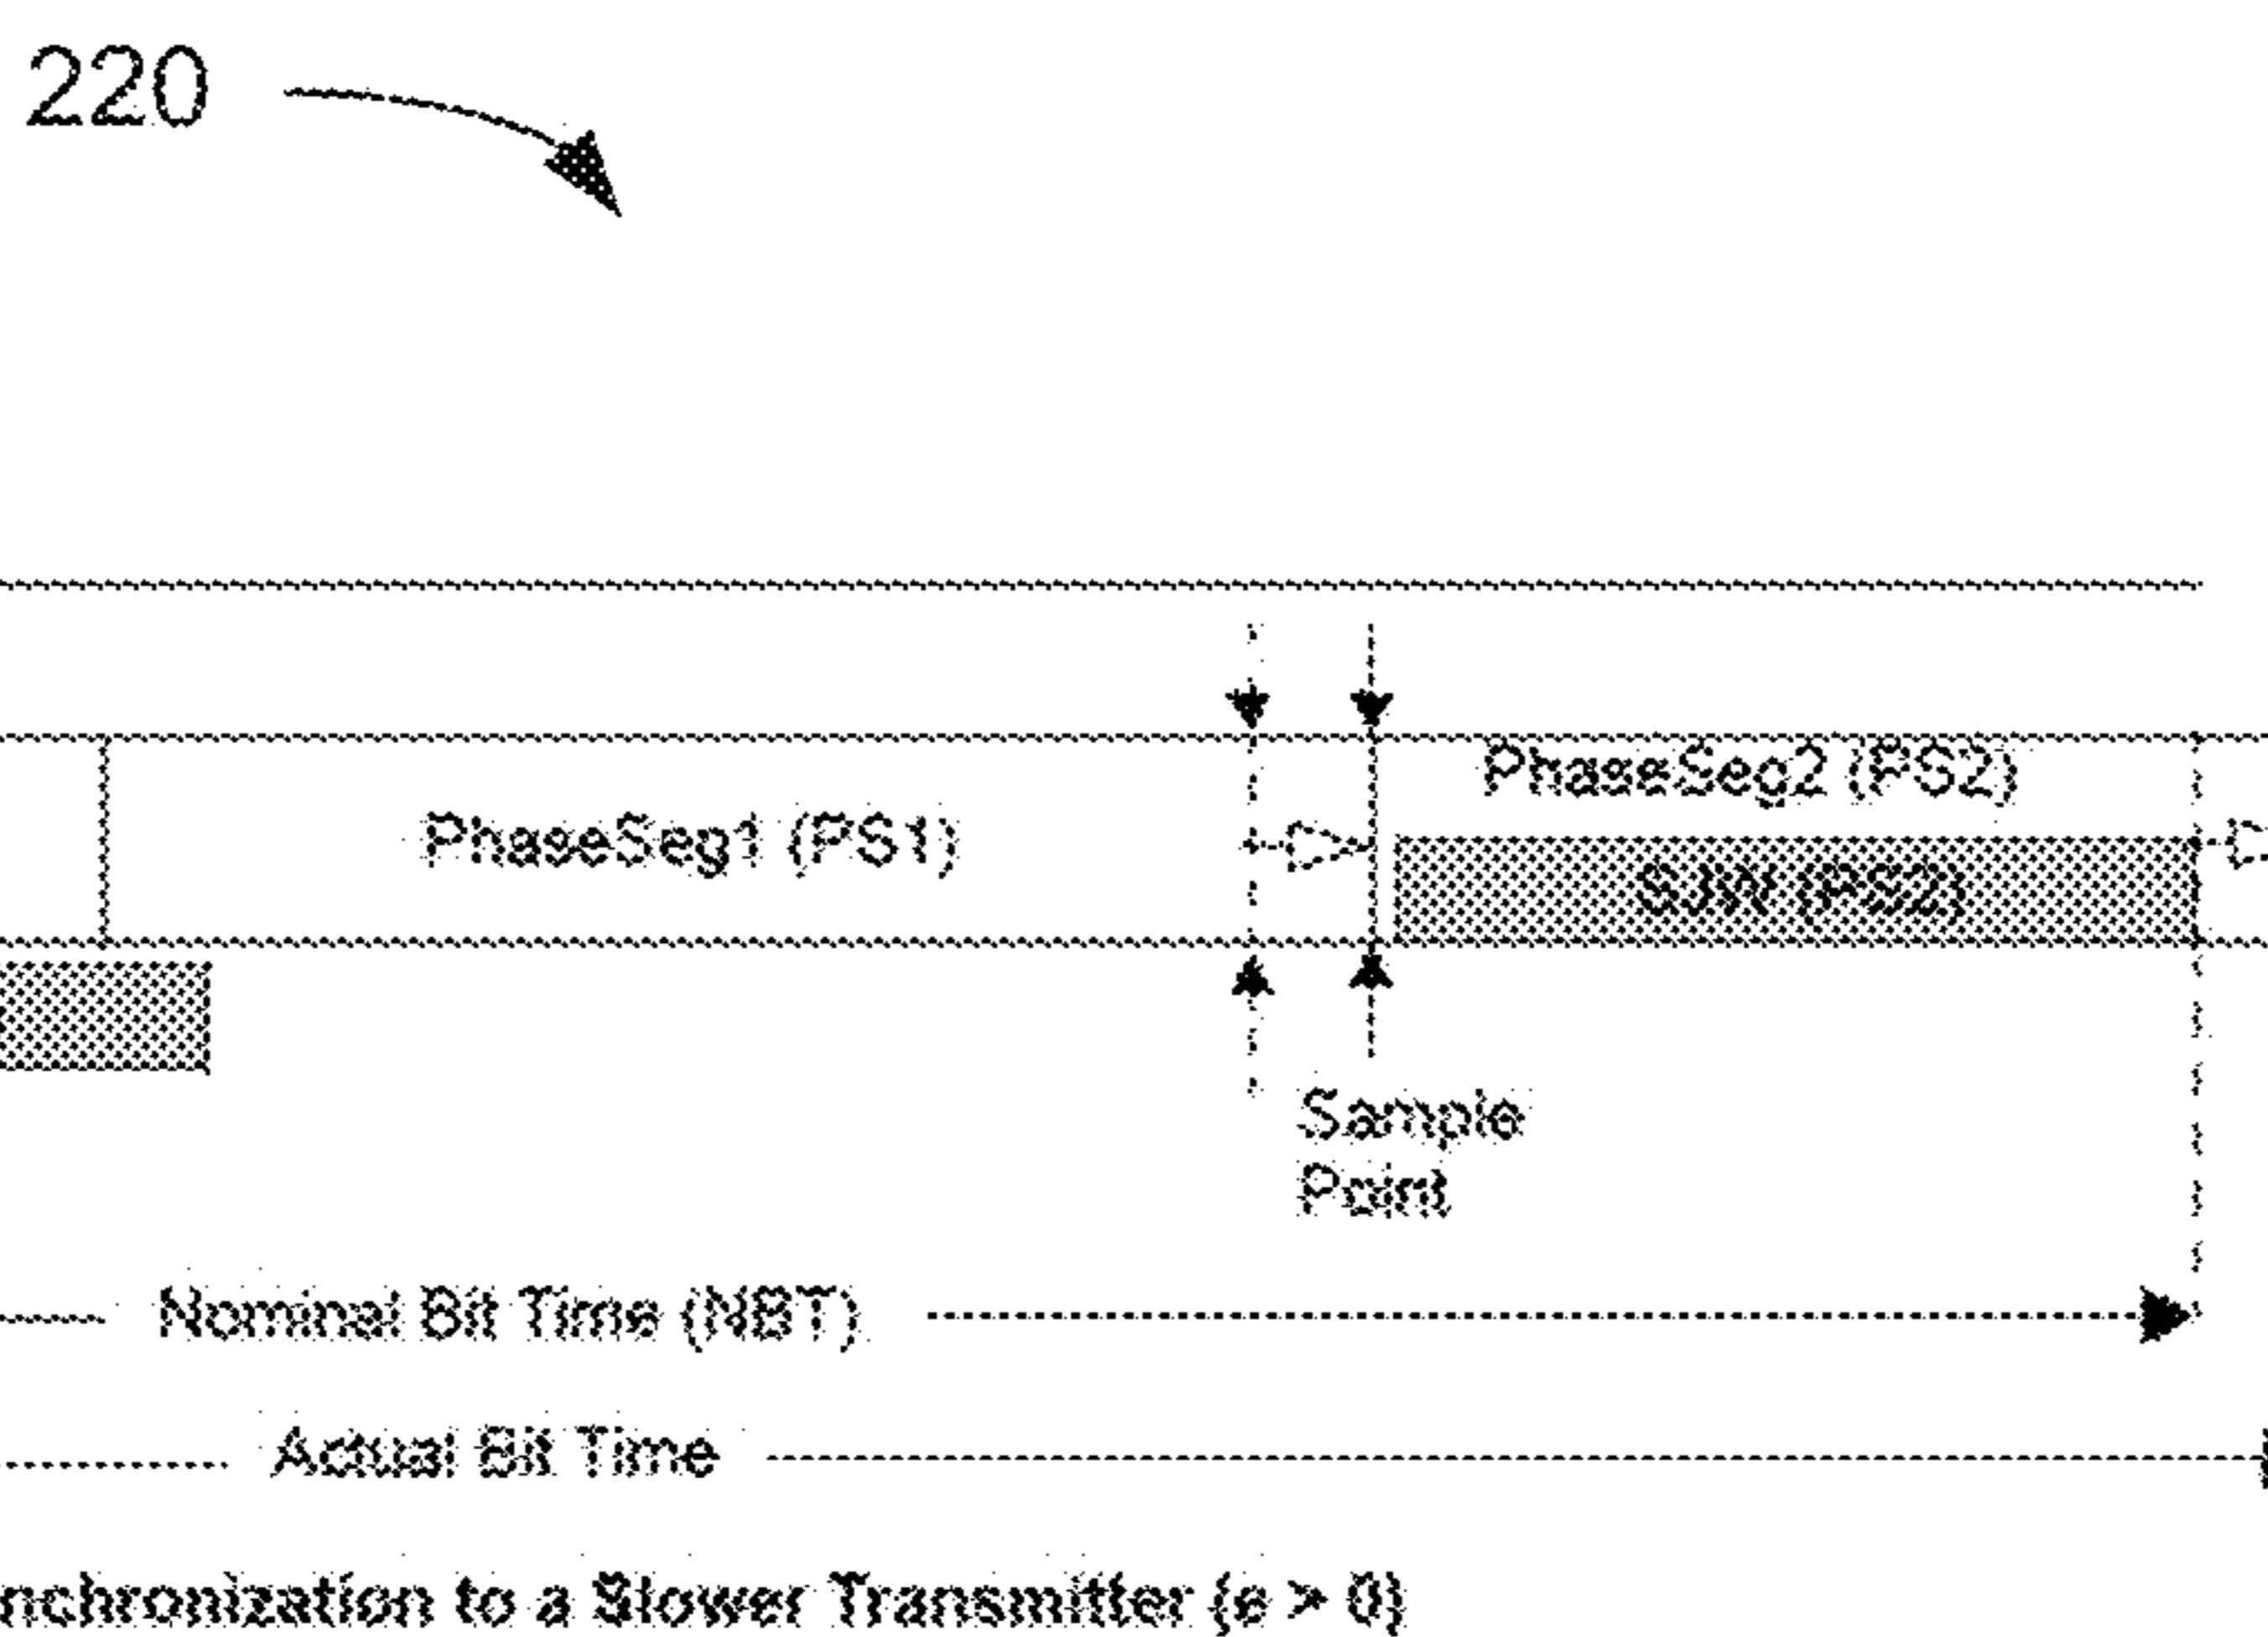 220
PhaseSeg2 (PS2)
PhaseSeg1 (PS1)
SJW (PS2)
Sample
Point
Nominal Bit Time (NBT)
Actual Bit Time
nchronization to a Slower Transmitter (e > 0)